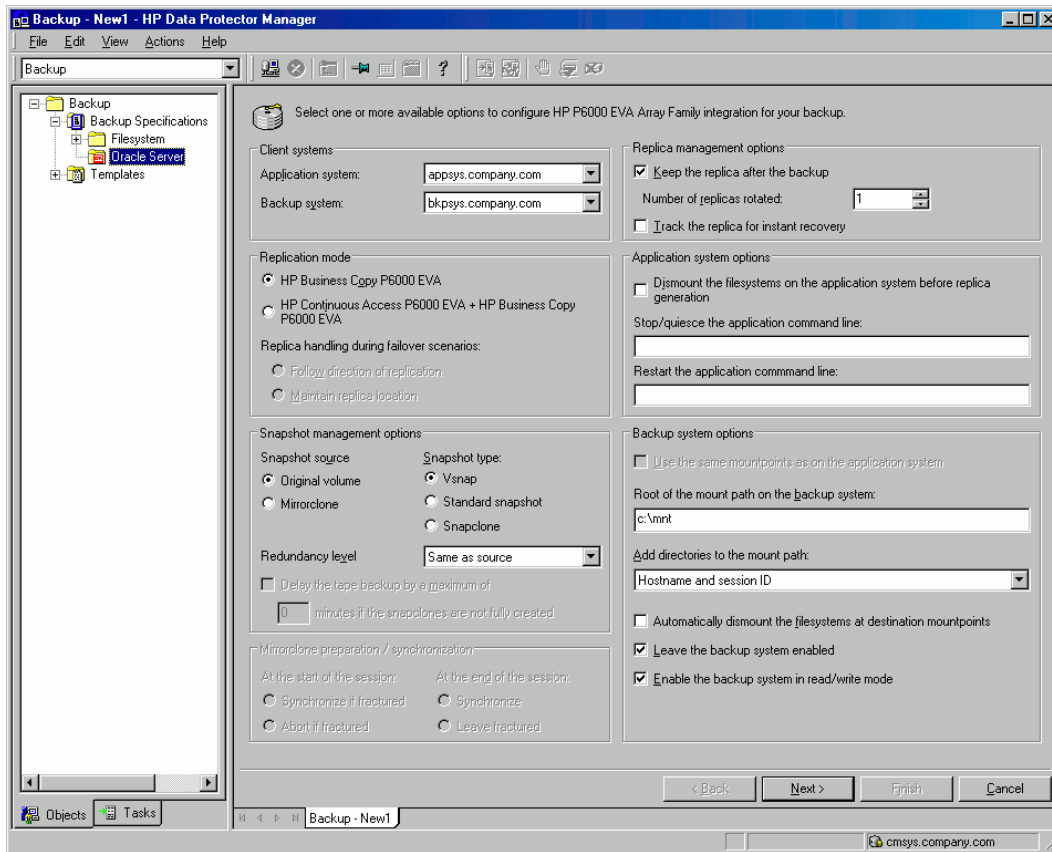 Backup - New1 - HP Data Protector Manager
File Edit View Actions Help
Backup
Backup
Backup Specifications
Filesystem
Oracle Server
Templates
Objects
Tasks
Select one or more available options to configure HP P6000 EVA Array Family integration for your backup.
Client systems
Application system: appsys.company.com
Backup system: bkpsys.company.com
Replication mode
HP Business Copy P6000 EVA
HP Continuous Access P6000 EVA + HP Business Copy
P6000 EVA
Replica handling during failover scenarios:
Follow direction of replication
Maintain replica location
Snapshot management options
Snapshot source Snapshot type:
Original volume Vsnap
Mirrorclone Standard snapshot
Snapclone
Redundancy level Same as source
Delay the tape backup by a maximum of
0 minutes if the snapclones are not fully created
Mirrorclone preparation / synchronization
At the start of the session: At the end of the session:
Synchronize if fractured Synchronize
Abort if fractured Leave fractured
Replica management options
Keep the replica after the backup
Number of replicas rotated: 1
Track the replica for instant recovery
Application system options
Dismount the filesystems on the application system before replica
generation
Stop/quiesce the application command line:
Restart the application commmand line:
Backup system options
Use the same mountpoints as on the application system
Root of the mount path on the backup system:
c:\mnt
Add directories to the mount path:
Hostname and session ID
Automatically dismount the filesystems at destination mountpoints
Leave the backup system enabled
Enable the backup system in read/write mode
< Back Next > Finish Cancel
Backup - New1
cmsys.company.com